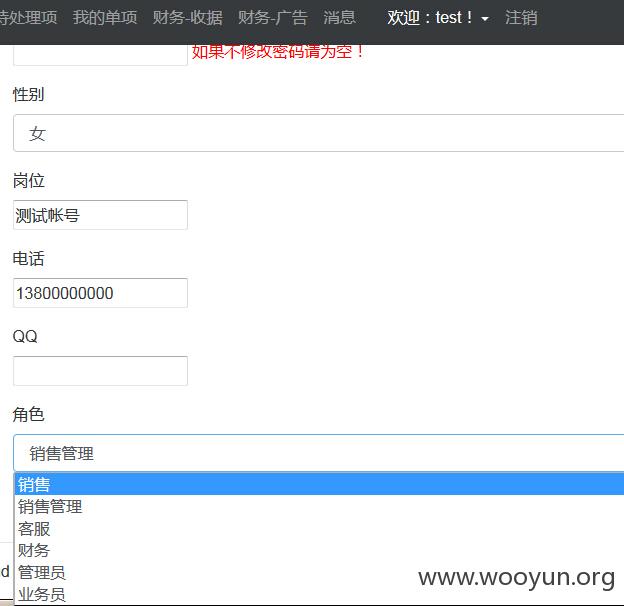 待处理项 我的单项 财务-收据 财务-广告 消息 欢迎：test！ 注销
如果不修改密码请为空！
性别
女
岗位
测试帐号
电话
13800000000
QQ
角色
销售管理
销售
销售管理
客服
财务
d 管理员
业务员
www.wooyun.org